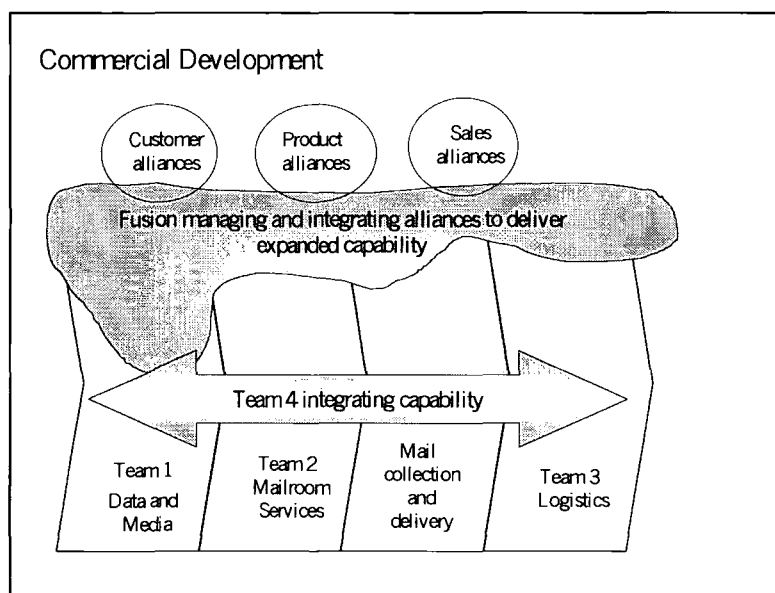 Commercial Development
Customer
alliances
Product
alliances
Sales
alliances
Fusion managing and integrating alliances to deliver
expanded capability
Team 4 integrating capability
Team 1
Data and
Media
Team 2
Mailroom
Services
Mail
collection
and
delivery
Team 3
Logistics